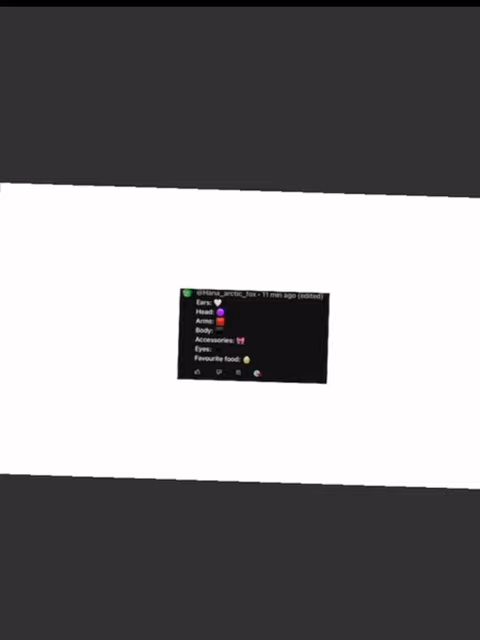 @Hana_arctic_fox • 11 min ago (edited)
Ears: 🤍
Head: 🟣
Arms: 🟥
Body: ⬛
Accessories: 🎀
Eyes:
Favourite food: 🍋